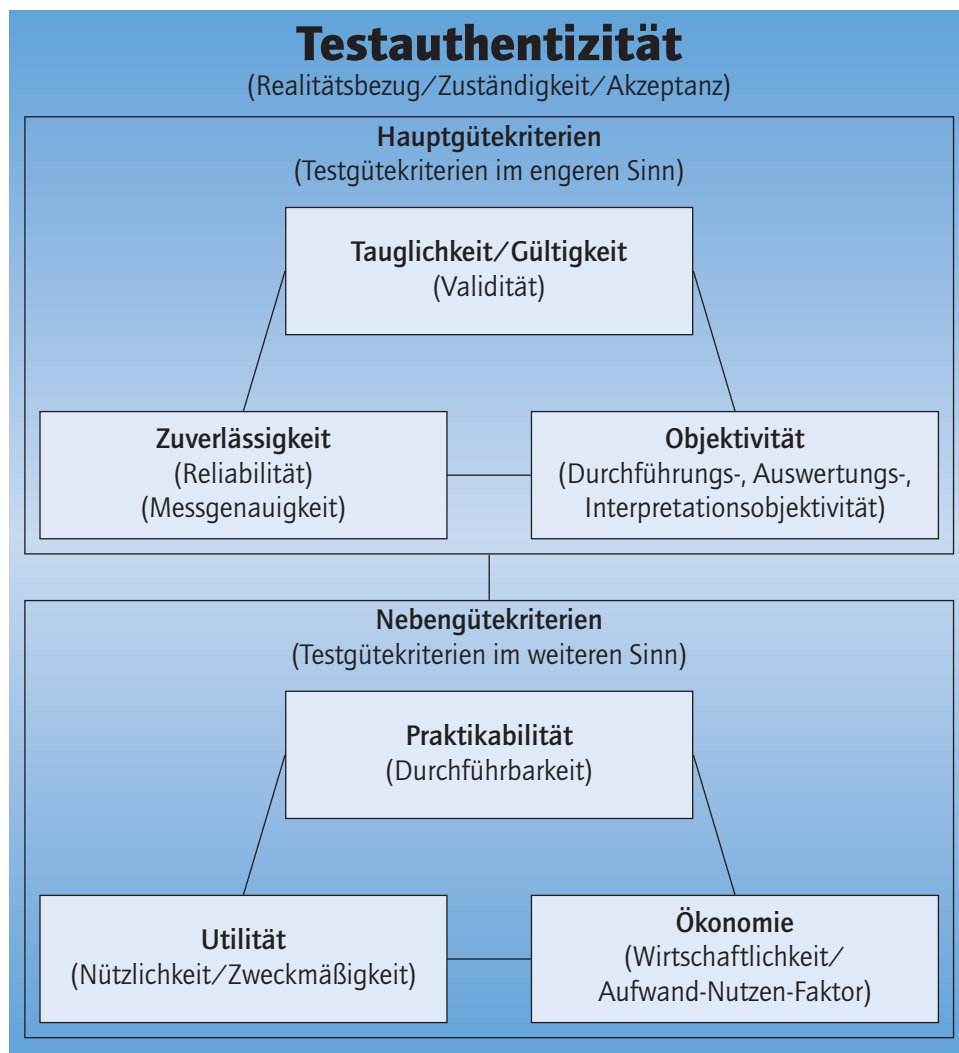 Testauthentizität
(Realitätsbezug/Zuständigkeit/Akzeptanz)
Hauptgütekriterien
(Testgütekriterien im engeren Sinn)
Tauglichkeit/Gültigkeit
(Validität)
Zuverlässigkeit
(Reliabilität)
(Messgenauigkeit)
Objektivität
(Durchführungs-, Auswertungs-,
Interpretationsobjektivität)
Nebengütekriterien
(Testgütekriterien im weiteren Sinn)
Praktikabilität
(Durchführbarkeit)
Utilität
(Nützlichkeit/Zweckmäßigkeit)
Ökonomie
(Wirtschaftlichkeit/
Aufwand-Nutzen-Faktor)